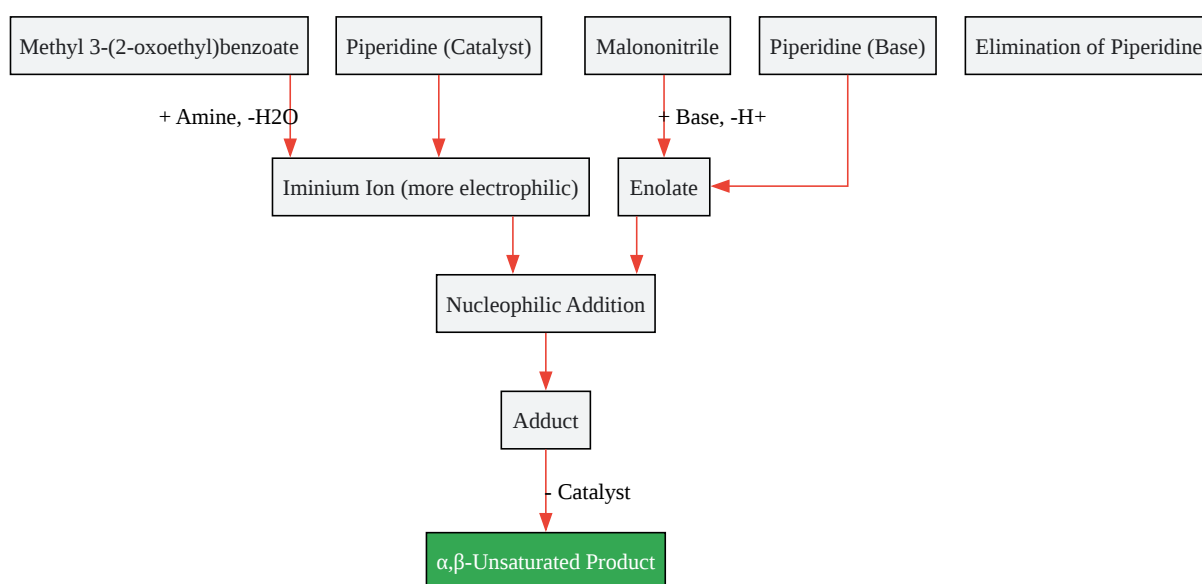 Methyl 3-(2-oxoethyl)benzoate
Piperidine (Catalyst)
Malononitrile
Piperidine (Base)
Elimination of Piperidine
+ Amine, -H2O
+ Base, -H+
Iminium Ion (more electrophilic)
Enolate
Nucleophilic Addition
Adduct
- Catalyst
α,β-Unsaturated Product